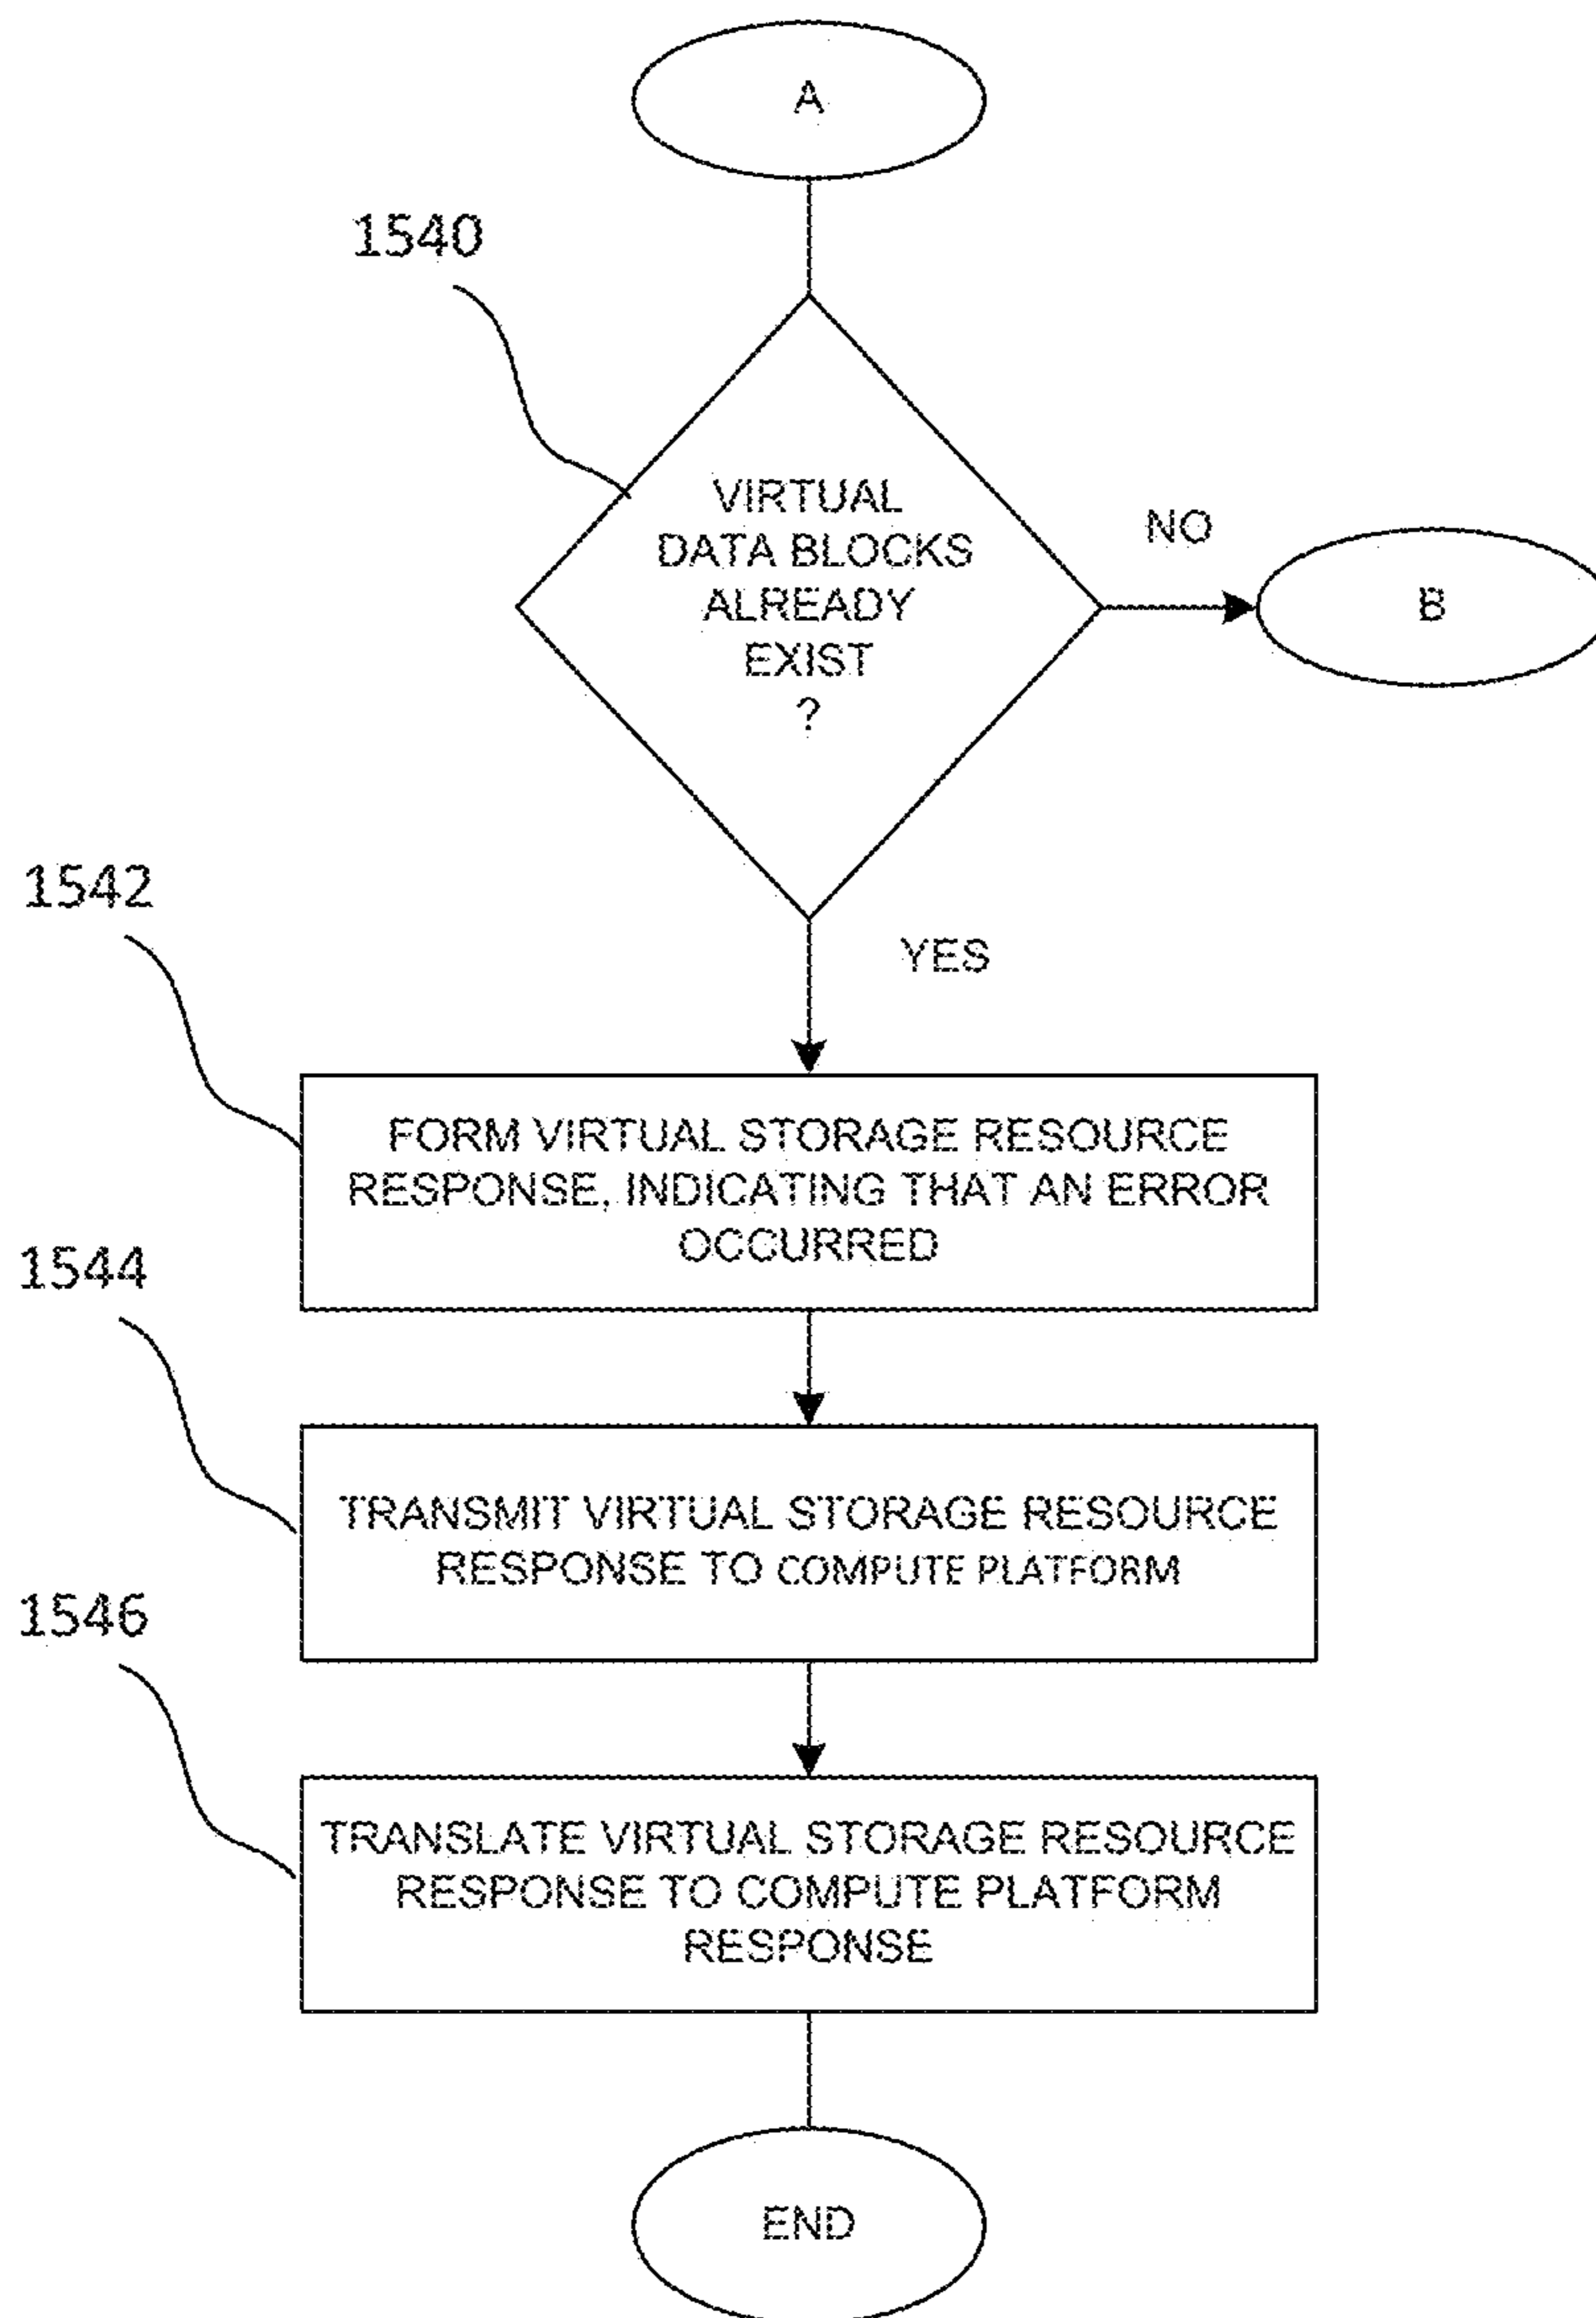 A
1540
VIRTUAL
DATA BLOCKS
ALREADY
EXIST
?
NO
B
YES
1542
FORM VIRTUAL STORAGE RESOURCE
RESPONSE, INDICATING THAT AN ERROR
OCCURRED
1544
TRANSMIT VIRTUAL STORAGE RESOURCE
RESPONSE TO COMPUTE PLATFORM
1546
TRANSLATE VIRTUAL STORAGE RESOURCE
RESPONSE TO COMPUTE PLATFORM
RESPONSE
END